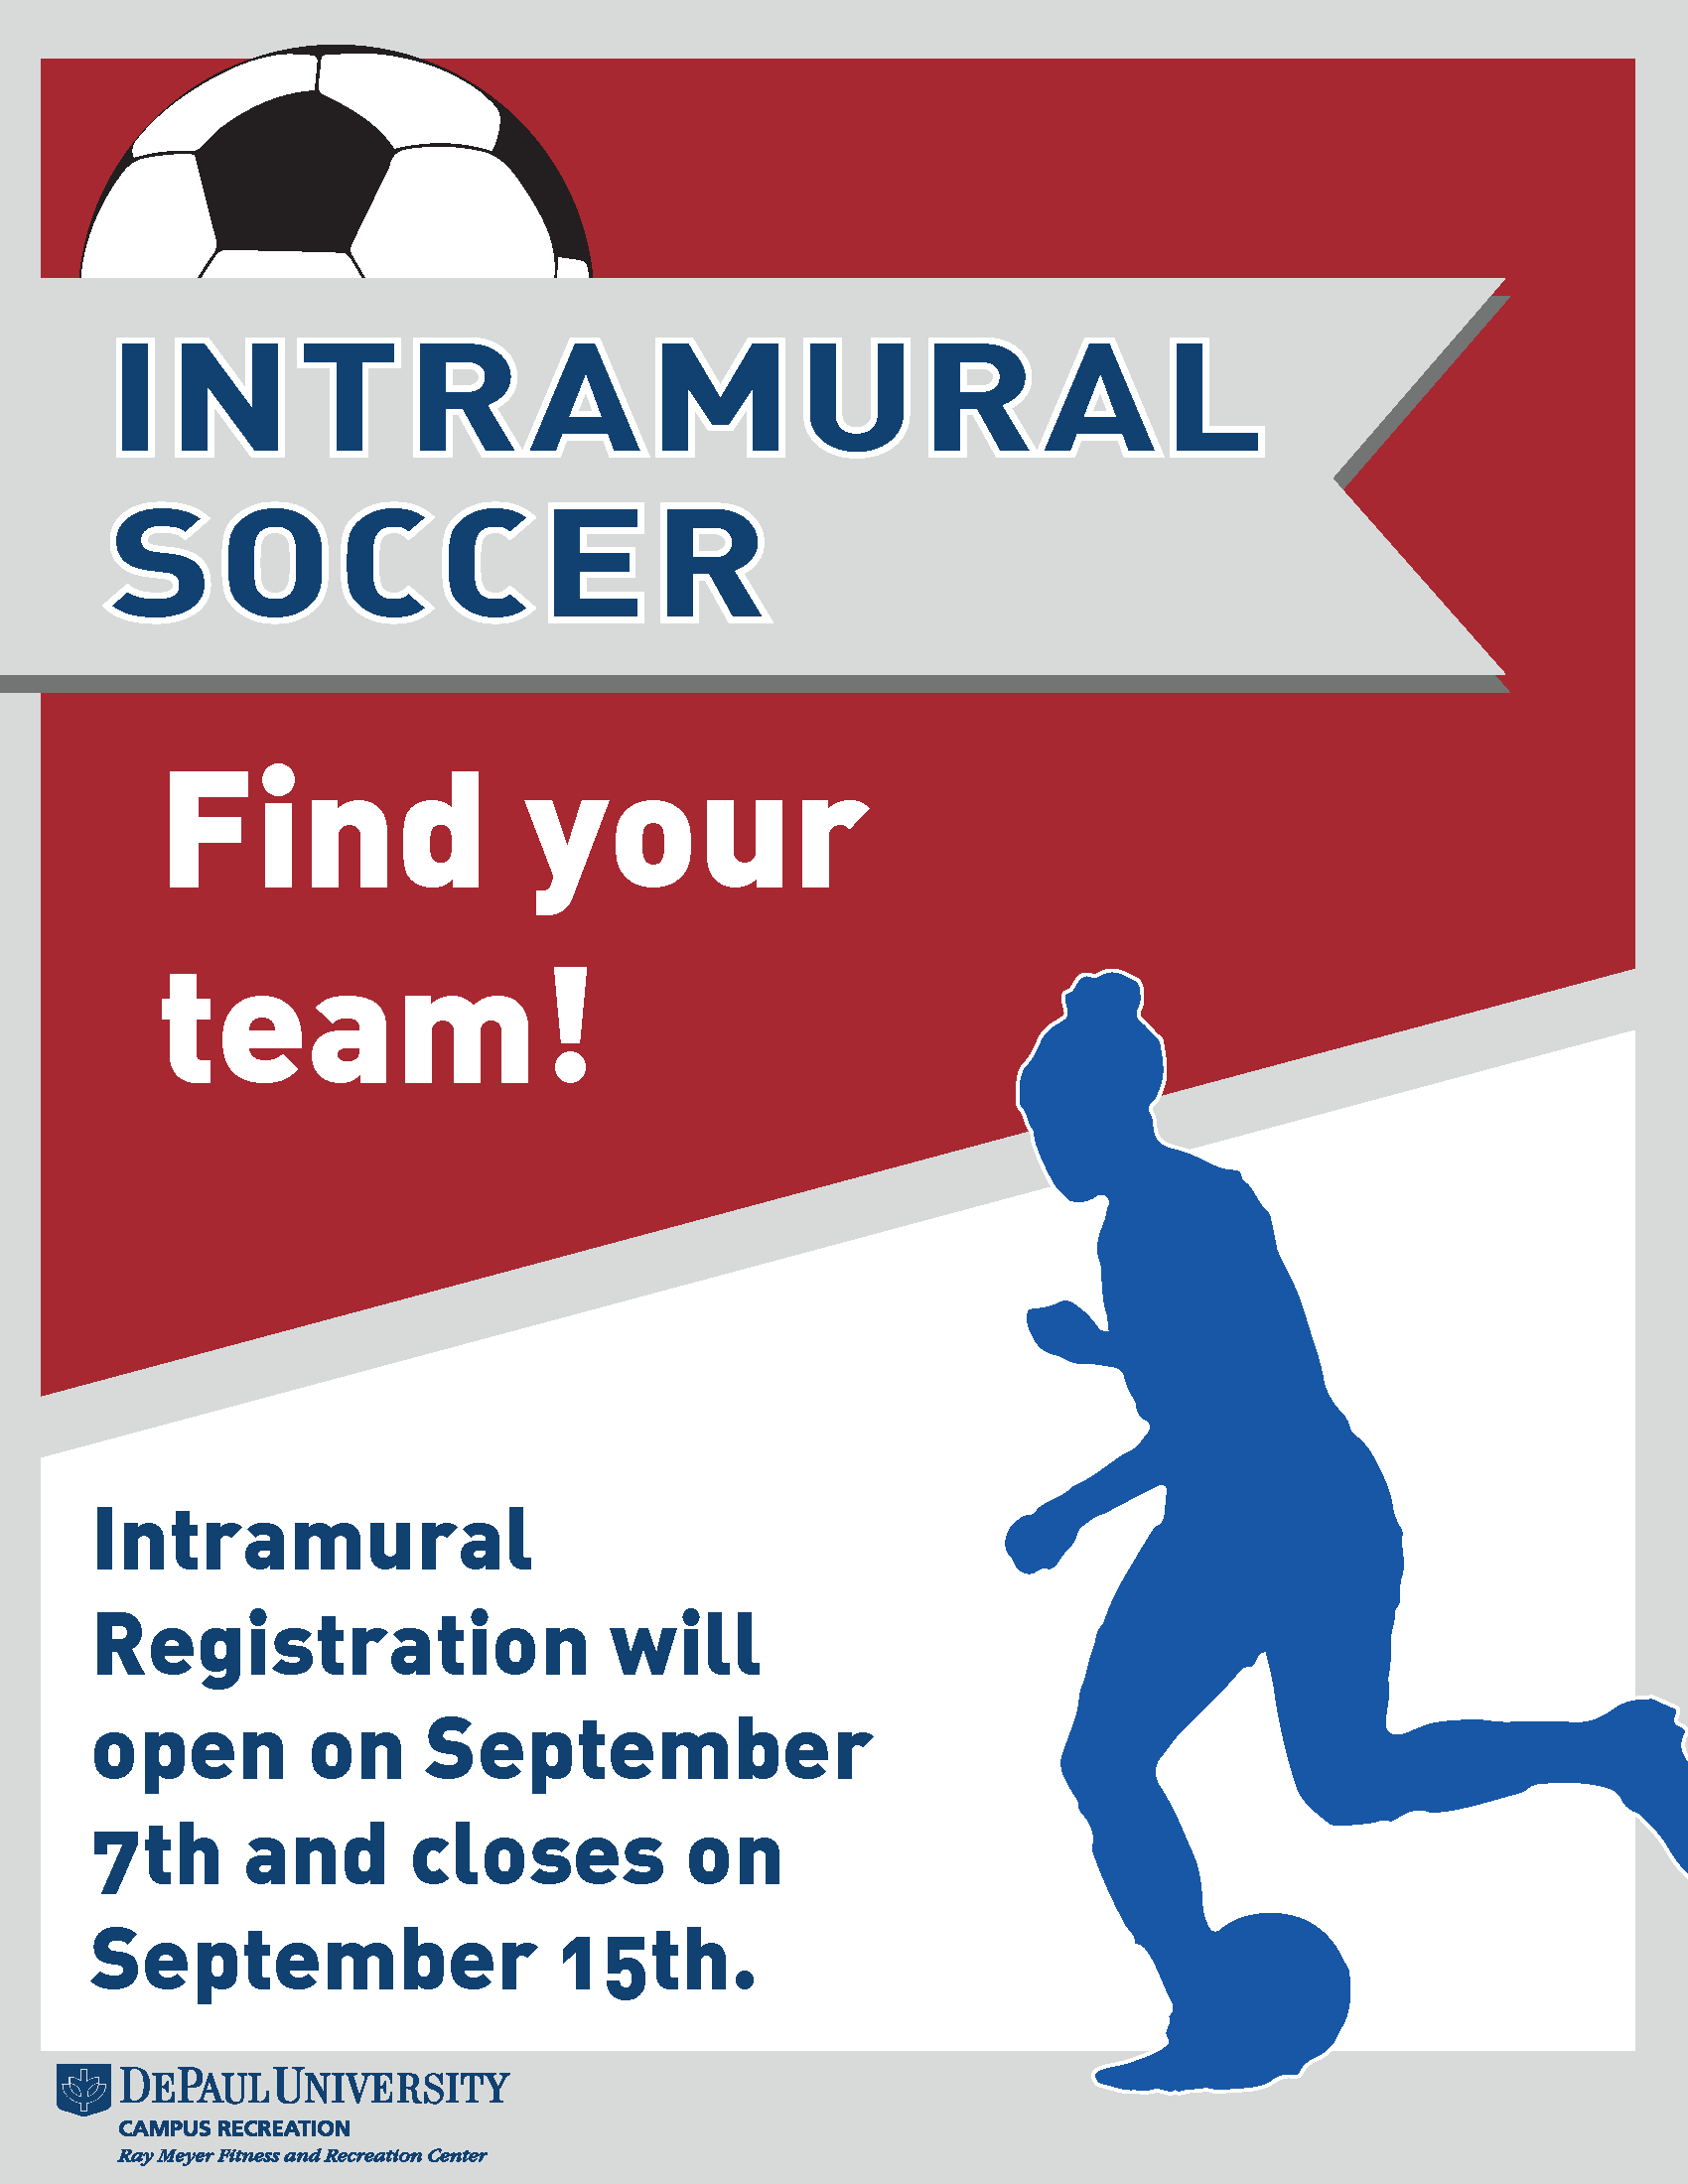 INTRAMURAL
SOCCER
Find your
team!
Intramural
Registration will
open on September
7th and closes on
September 15th.
DEPAUL UNIVERSITY
CAMPUS RECREATION
Ray Meyer Fitness and Recreation Center